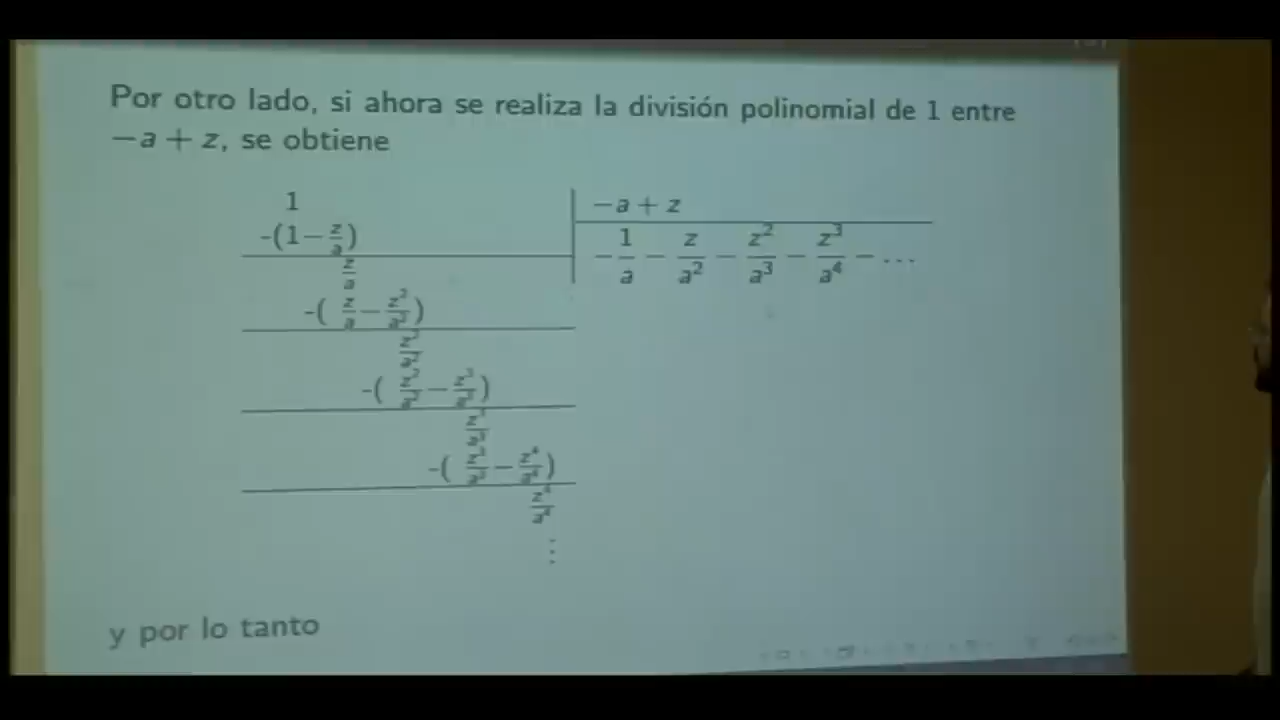 Por otro lado, si ahora se realiza la división polinomial de 1 entre
−a + z, se obtiene
1
−a + z
-(1−z/a)
−1/a − z/a² − z²/a³ − z³/a⁴ − ...
z/a
-( z/a − z²/a² )
z²/a²
-( z²/a² − z³/a³ )
z³/a³
-( z³/a³ − z⁴/a⁴ )
z⁴/a⁴
⋮
y por lo tanto